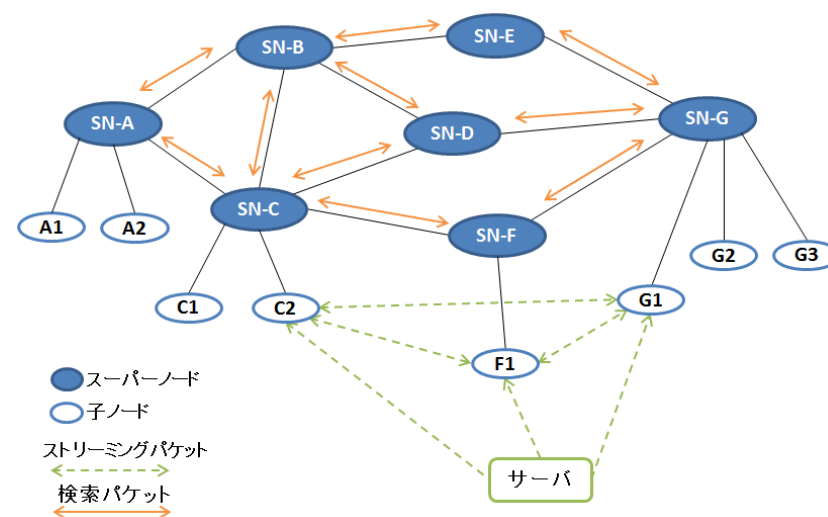 SN-B
SN-E
SN-A
SN-D
SN-G
SN-C
SN-F
A1
A2
C1
C2
F1
G1
G2
G3
スーパーノード
子ノード
ストリーミングパケット
検索パケット
サーバ